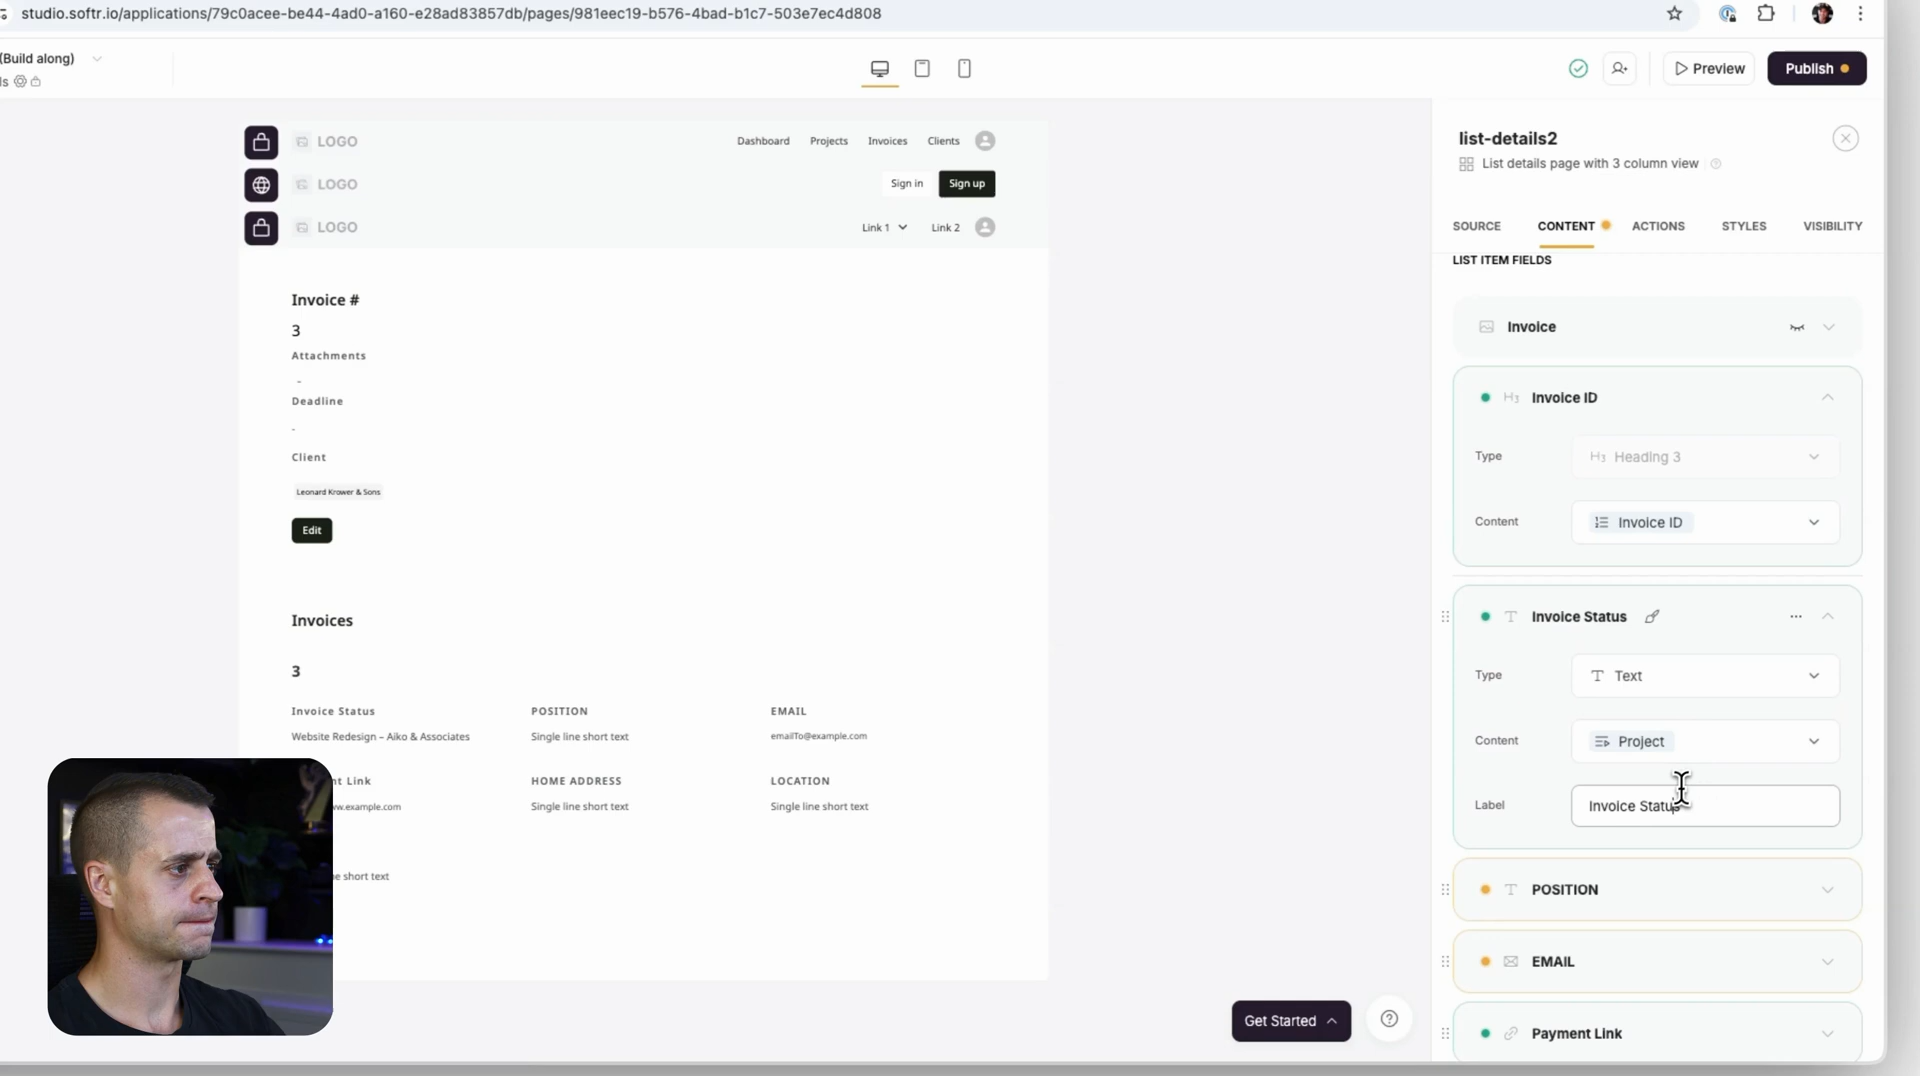 studio.softr.io/applications/79c0acee-be44-4ad0-a160-e28ad83857db/pages/981eec19-b576-4bad-b1c7-503e7ec4d808
(Build along)
ls
Preview
Publish
LOGO
Dashboard Projects Invoices Clients
LOGO
Sign in Sign up
LOGO
Link 1 Link 2
Invoice #
3
Attachments
-
Deadline
-
Client
Leonard Krower & Sons
Edit
Invoices
3
Invoice Status POSITION EMAIL
Website Redesign – Aiko & Associates Single line short text emailTo@example.com
nt Link HOME ADDRESS LOCATION
w.example.com Single line short text Single line short text
e short text
Get Started
list-details2
List details page with 3 column view
SOURCE CONTENT ACTIONS STYLES VISIBILITY
LIST ITEM FIELDS
Invoice
H3 Invoice ID
Type H3 Heading 3
Content Invoice ID
Invoice Status
Type Text
Content Project
Label Invoice Status
POSITION
EMAIL
Payment Link